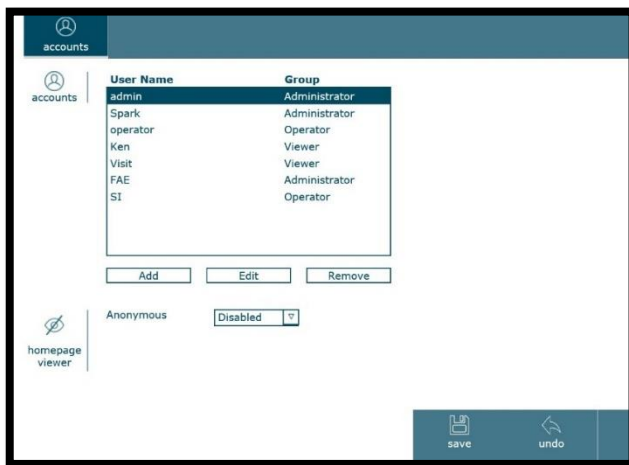 accounts
accounts
User Name Group
admin Administrator
Spark Administrator
operator Operator
Ken Viewer
Visit Viewer
FAE Administrator
SI Operator
Add Edit Remove
Anonymous Disabled
homepage
viewer
save undo